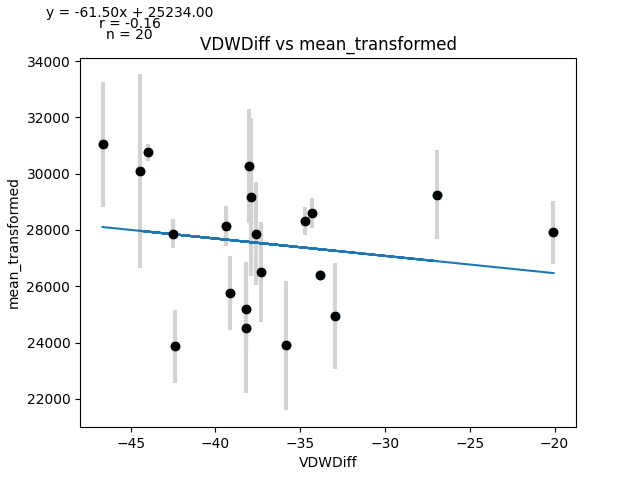 y = -61.50x + 25234.00
r = -0.16
n = 20
VDWDiff vs mean_transformed
34000
32000
30000
28000
26000
24000
22000
mean_transformed
−45
−40
−35
−30
−25
−20
VDWDiff